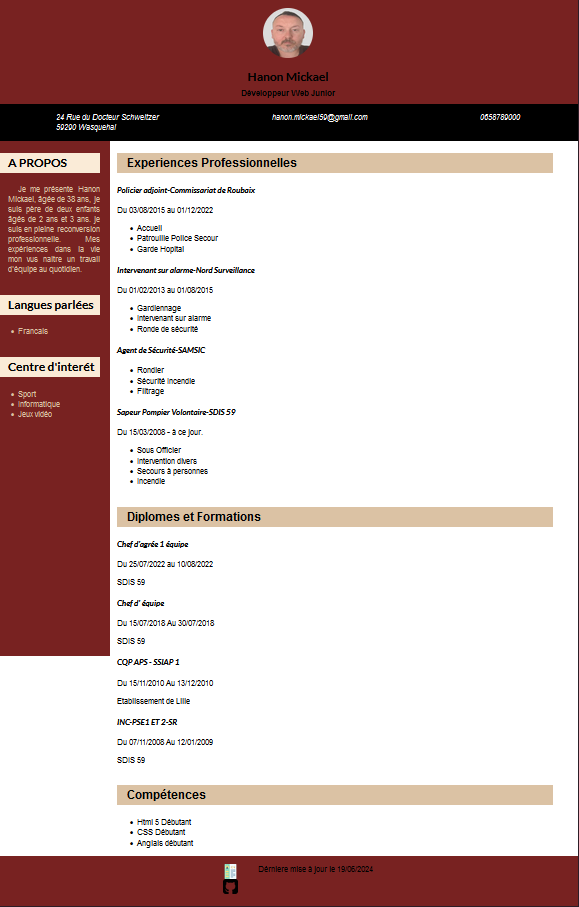 Hanon Mickael
Développeur Web Junior
24 Rue du Docteur Schweitzer
59290 Wasquehal
hanon.mickael59@gmail.com
0658789000
A PROPOS
Je me présente Hanon
Mickael, âgée de 38 ans, je
suis père de deux enfants
âgés de 2 ans et 3 ans, je
suis en pleine reconversion
professionnelle. Mes
expériences dans la vie
mon vus naître un travail
d'équipe au quotidien.
Langues parlées
Francais
Centre d'interét
Sport
Informatique
Jeux vidéo
Experiences Professionnelles
Policier adjoint-Commissariat de Roubaix
Du 03/08/2015 au 01/12/2022
Accueil
Patrouille Police Secour
Garde Hopital
Intervenant sur alarme-Nord Surveillance
Du 01/02/2013 au 01/08/2015
Gardiennage
Intervenant sur alarme
Ronde de sécurité
Agent de Sécurité-SAMSIC
Rondier
Sécurité Incendie
Filtrage
Sapeur Pompier Volontaire-SDIS 59
Du 15/03/2008 - à ce jour.
Sous Officier
Intervention divers
Secours à personnes
Incendie
Diplomes et Formations
Chef d'agrée 1 équipe
Du 25/07/2022 au 10/08/2022
SDIS 59
Chef d' équipe
Du 15/07/2018 Au 30/07/2018
SDIS 59
CQP APS - SSIAP 1
Du 15/11/2010 Au 13/12/2010
Etablissement de Lille
INC-PSE1 ET 2-SR
Du 07/11/2008 Au 12/01/2009
SDIS 59
Compétences
Html 5 Débutant
CSS Débutant
Anglais débutant
Dérnière mise à jour le 19/06/2024